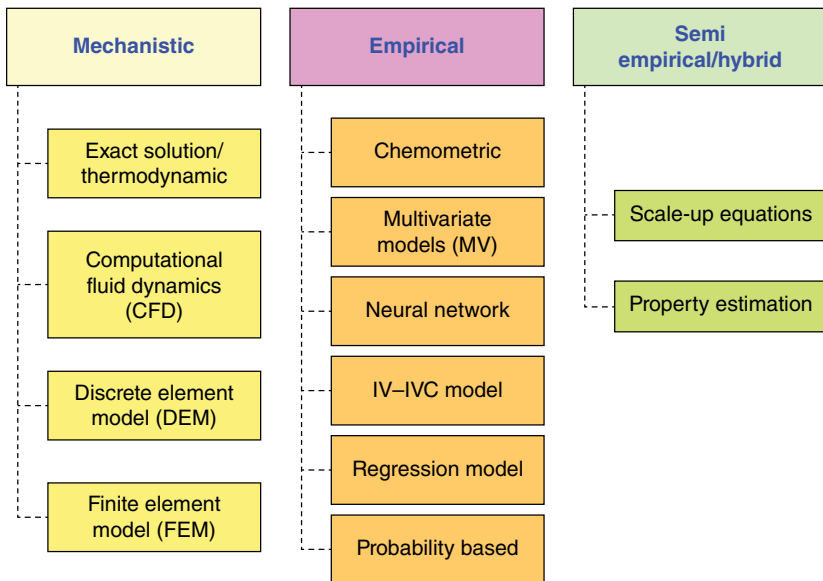 Mechanistic
Exact solution/
thermodynamic
Computational
fluid dynamics
(CFD)
Discrete element
model (DEM)
Finite element
model (FEM)
Empirical
Chemometric
Multivariate
models (MV)
Neural network
IV–IVC model
Regression model
Probability based
Semi
empirical/hybrid
Scale-up equations
Property estimation